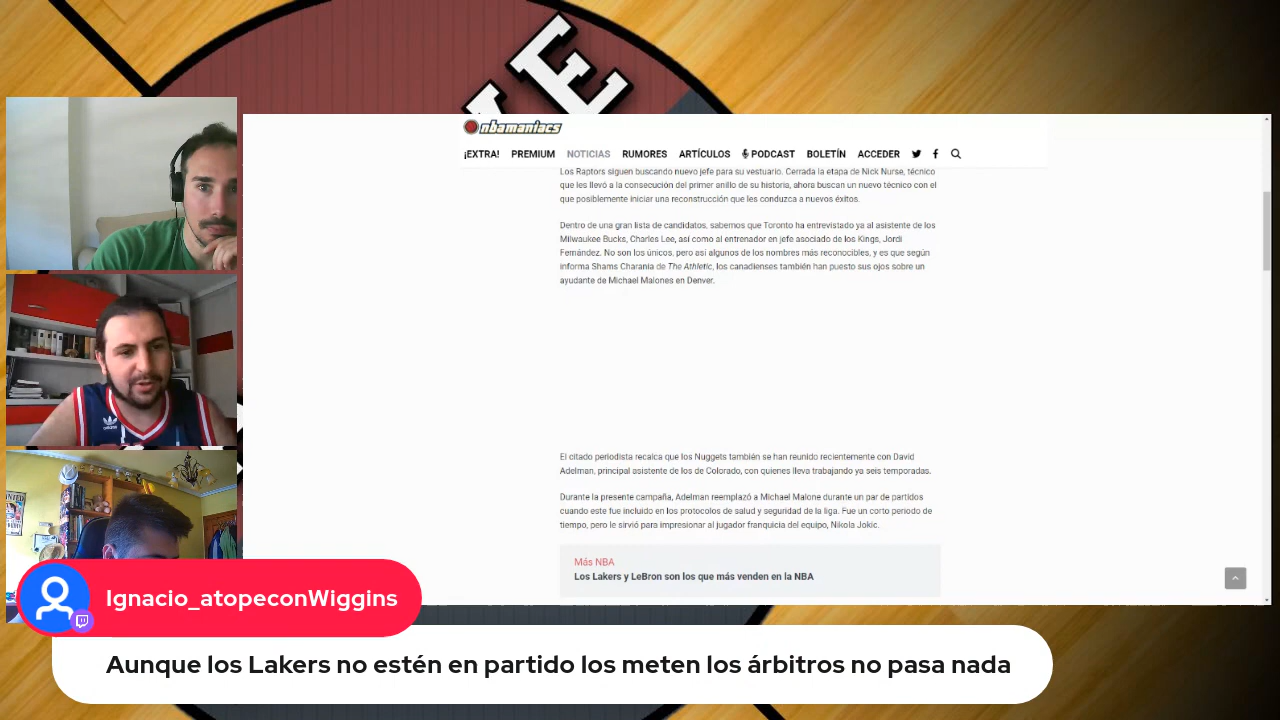 E
nbamaniacs
¡EXTRA! PREMIUM NOTICIAS RUMORES ARTÍCULOS PODCAST BOLETÍN ACCEDER
Los Raptors siguen buscando nuevo jefe para su vestuario. Cerrada la etapa de Nick Nurse, técnico
que les llevó a la consecución del primer anillo de su historia, ahora buscan un nuevo técnico con el
que posiblemente iniciar una reconstrucción que les conduzca a nuevos éxitos.
Dentro de una gran lista de candidatos, sabemos que Toronto ha entrevistado ya al asistente de los
Milwaukee Bucks, Charles Lee, así como al entrenador en jefe asociado de los Kings, Jordi
Fernández. No son los únicos, pero así algunos de los nombres más reconocibles, y es que según
informa Shams Charania de The Athletic, los canadienses también han puesto sus ojos sobre un
ayudante de Michael Malones en Denver.
El citado periodista recalca que los Nuggets también se han reunido recientemente con David
Adelman, principal asistente de los de Colorado, con quienes lleva trabajando ya seis temporadas.
Durante la presente campaña, Adelman reemplazó a Michael Malone durante un par de partidos
cuando este fue incluido en los protocolos de salud y seguridad de la liga. Fue un corto periodo de
tiempo, pero le sirvió para impresionar al jugador franquicia del equipo, Nikola Jokic.
Más NBA
Los Lakers y LeBron son los que más venden en la NBA
adidas
WANTED
Ignacio_atopeconWiggins
Aunque los Lakers no estén en partido los meten los árbitros no pasa nada